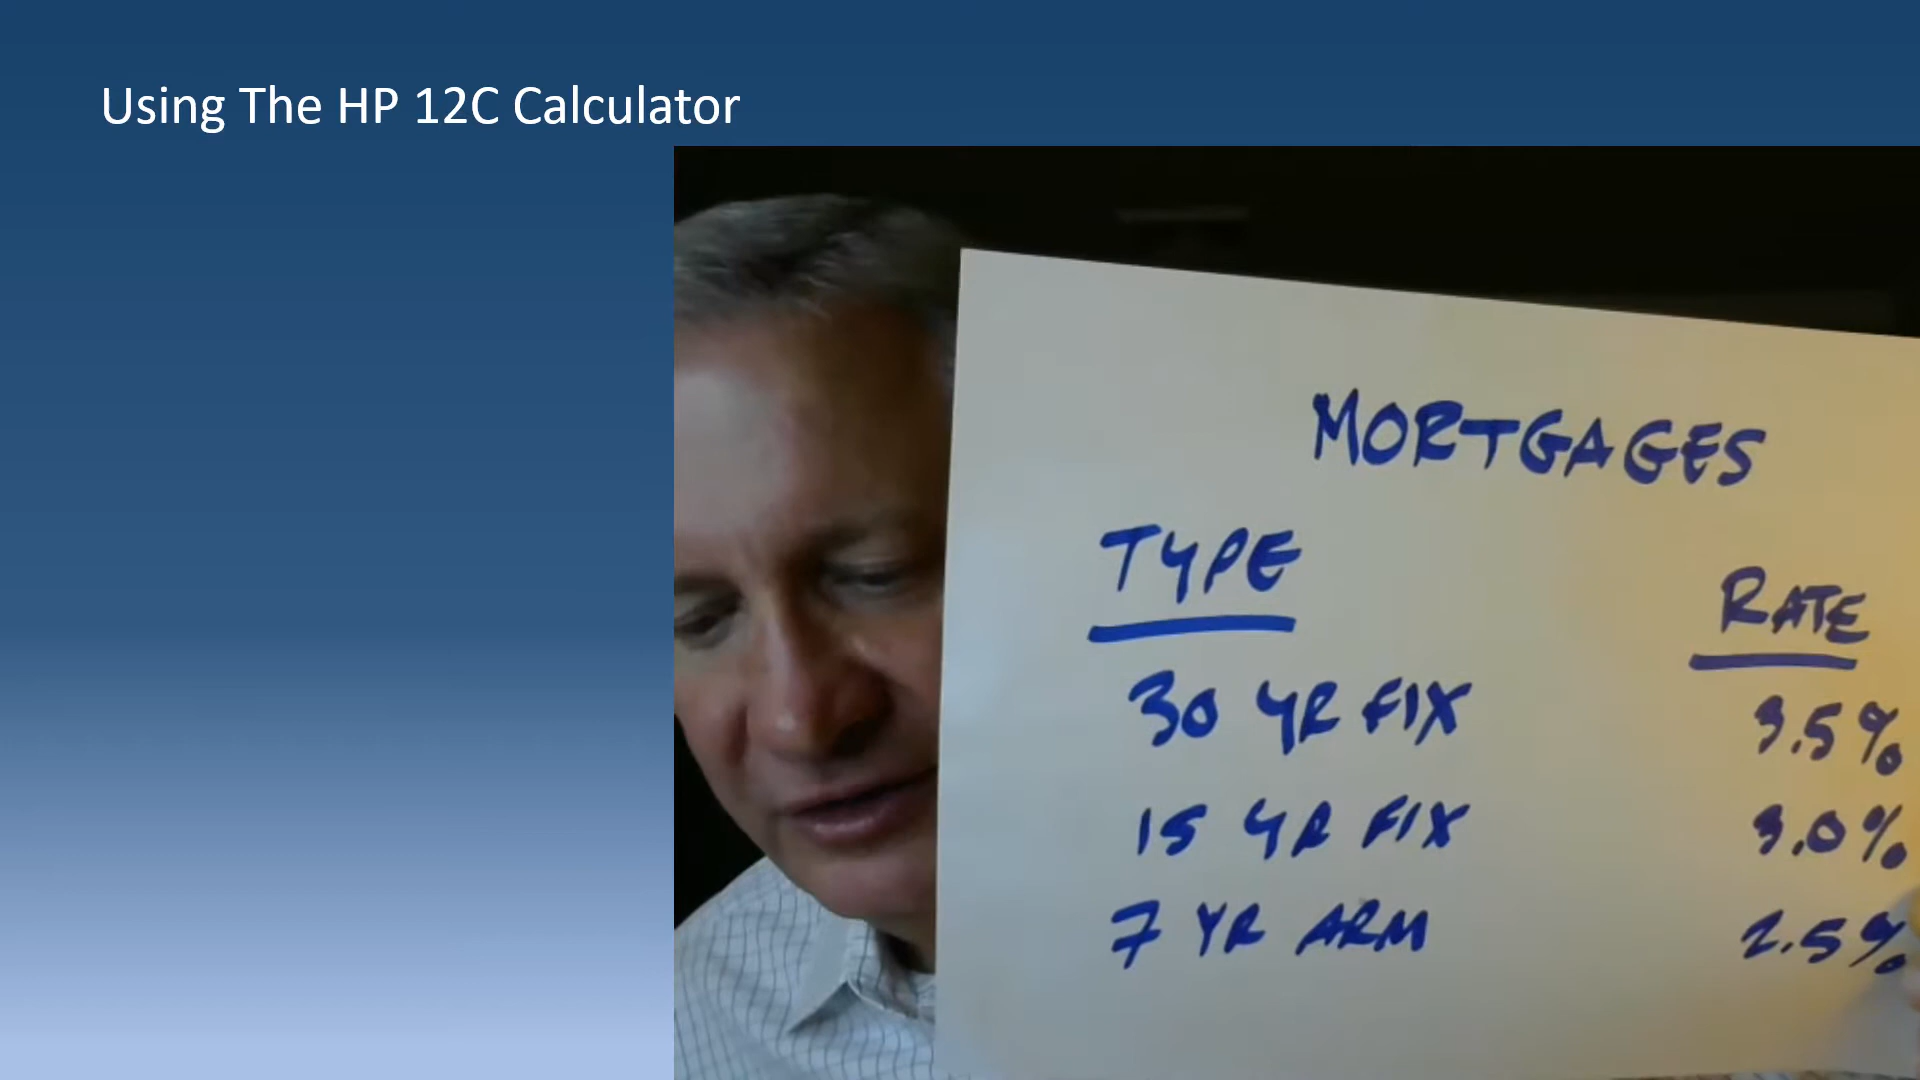 Using The HP 12C Calculator
MORTGAGES
TYPE RATE
30 YR FIX 3.5%
15 YR FIX 3.0%
7 YR ARM 2.5%